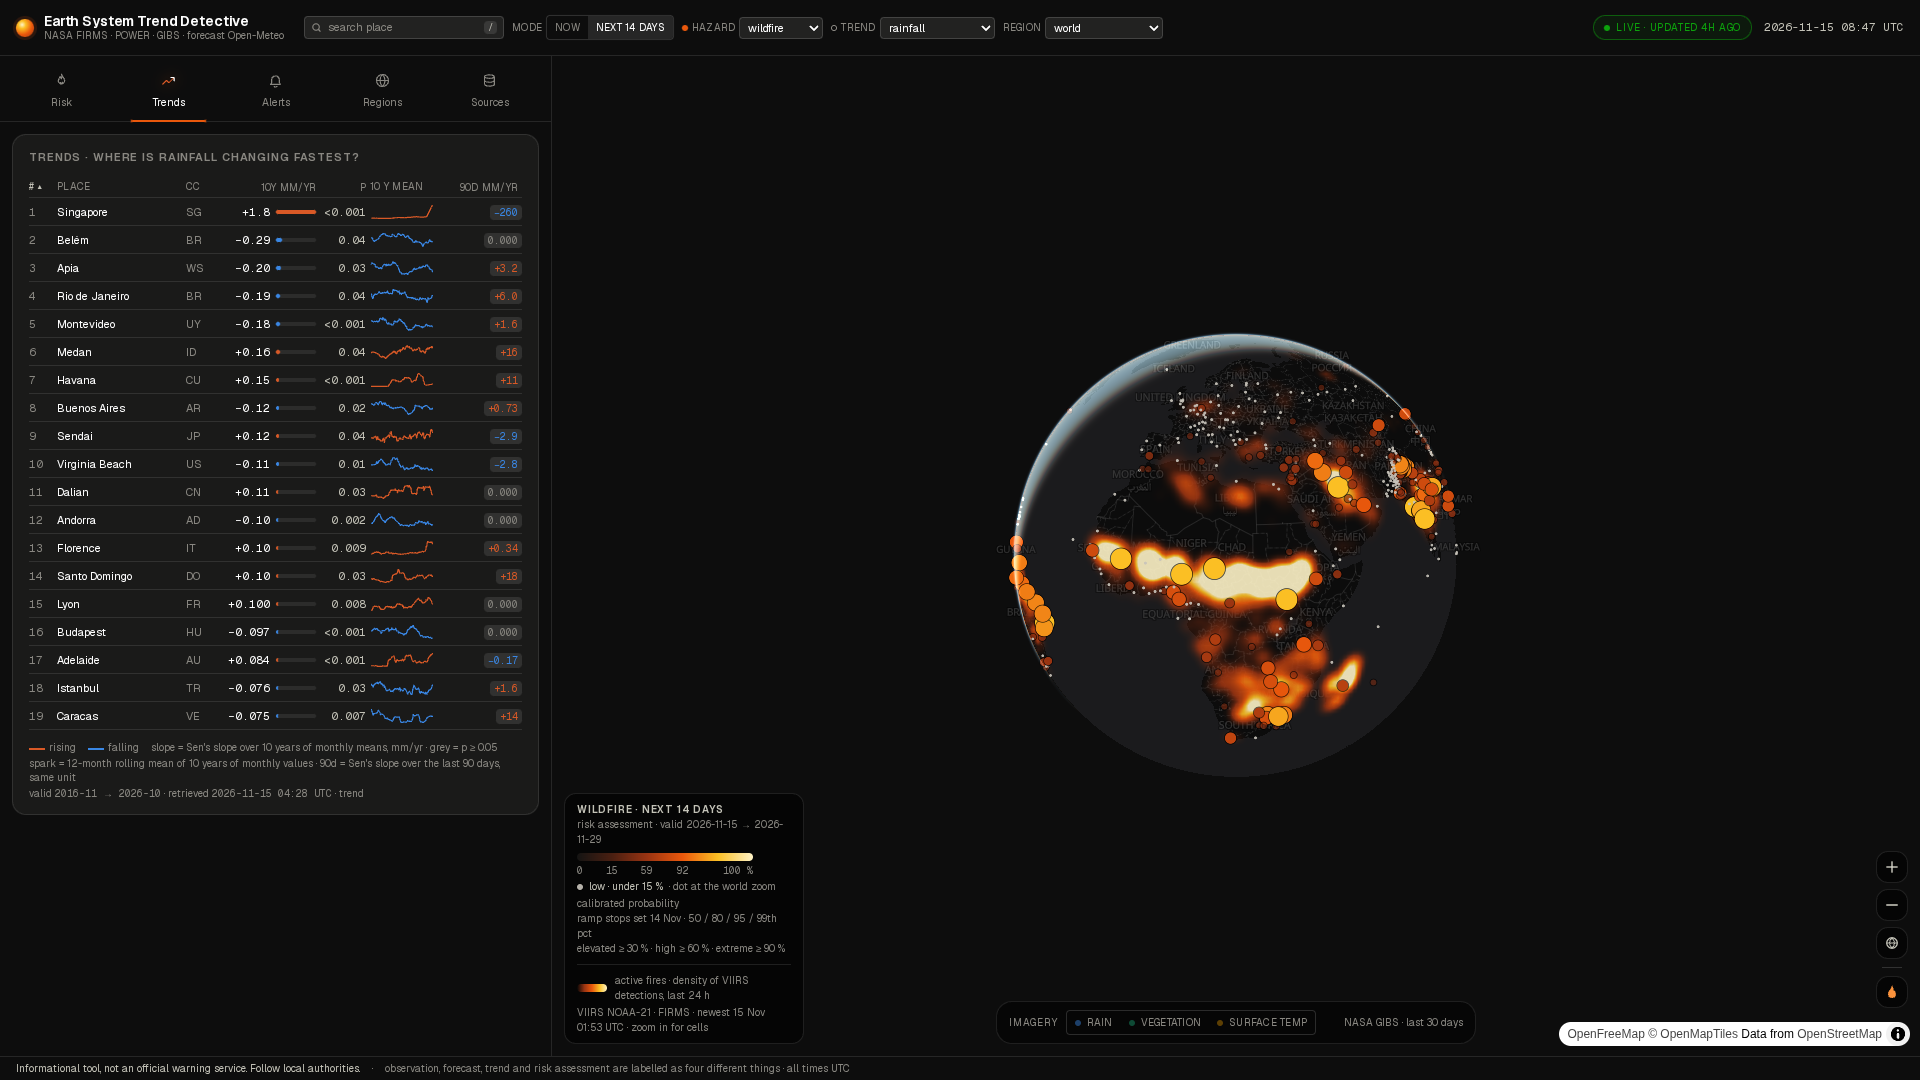 Earth System Trend Detective
NASA FIRMS · POWER · GIBS · forecast Open-Meteo
search place /
MODE NOW NEXT 14 DAYS
HAZARD wildfire
TREND rainfall
REGION world
LIVE · UPDATED 4H AGO
2026-11-15 08:47 UTC
Risk Trends Alerts Regions Sources
TRENDS · WHERE IS RAINFALL CHANGING FASTEST?
# ▲ PLACE CC 10Y MM/YR P 10 Y MEAN 90D MM/YR
1 Singapore SG +1.8 <0.001 −260
2 Belém BR −0.29 0.04 0.000
3 Apia WS −0.20 0.03 +3.2
4 Rio de Janeiro BR −0.19 0.04 +6.0
5 Montevideo UY −0.18 <0.001 +1.6
6 Medan ID +0.16 0.04 +16
7 Havana CU +0.15 <0.001 +11
8 Buenos Aires AR −0.12 0.02 +0.73
9 Sendai JP +0.12 0.04 −2.9
10 Virginia Beach US −0.11 0.01 −2.8
11 Dalian CN +0.11 0.03 0.000
12 Andorra AD −0.10 0.002 0.000
13 Florence IT +0.10 0.009 +0.34
14 Santo Domingo DO +0.10 0.03 +18
15 Lyon FR +0.100 0.008 0.000
16 Budapest HU −0.097 <0.001 0.000
17 Adelaide AU +0.084 <0.001 −0.17
18 Istanbul TR −0.076 0.03 +1.6
19 Caracas VE −0.075 0.007 +14
rising falling slope = Sen's slope over 10 years of monthly means, mm/yr · grey = p ≥ 0.05
spark = 12-month rolling mean of 10 years of monthly values · 90d = Sen's slope over the last 90 days,
same unit
valid 2016-11 → 2026-10 · retrieved 2026-11-15 04:28 UTC · trend
GREENLAND
RUSSIA
РОССИЯ
ICELAND
FINLAND
UNITED KINGDOM
KAZAKHSTAN
КАЗАХСТАН
CHINA
SPAIN
MOROCCO
TUNISIA
YEMEN
NIGER
CHAD
MALAYSIA
KENYA
WILDFIRE · NEXT 14 DAYS
risk assessment · valid 2026-11-15 → 2026-
11-29
0 15 59 92 100 %
low · under 15 % · dot at the world zoom
calibrated probability
ramp stops set 14 Nov · 50 / 80 / 95 / 99th
pct
elevated ≥ 30 % · high ≥ 60 % · extreme ≥ 90 %
active fires · density of VIIRS
detections, last 24 h
VIIRS NOAA-21 · FIRMS · newest 15 Nov
01:53 UTC · zoom in for cells
IMAGERY RAIN VEGETATION SURFACE TEMP NASA GIBS · last 30 days
OpenFreeMap © OpenMapTiles Data from OpenStreetMap
Informational tool, not an official warning service. Follow local authorities. · observation, forecast, trend and risk assessment are labelled as four different things · all times UTC